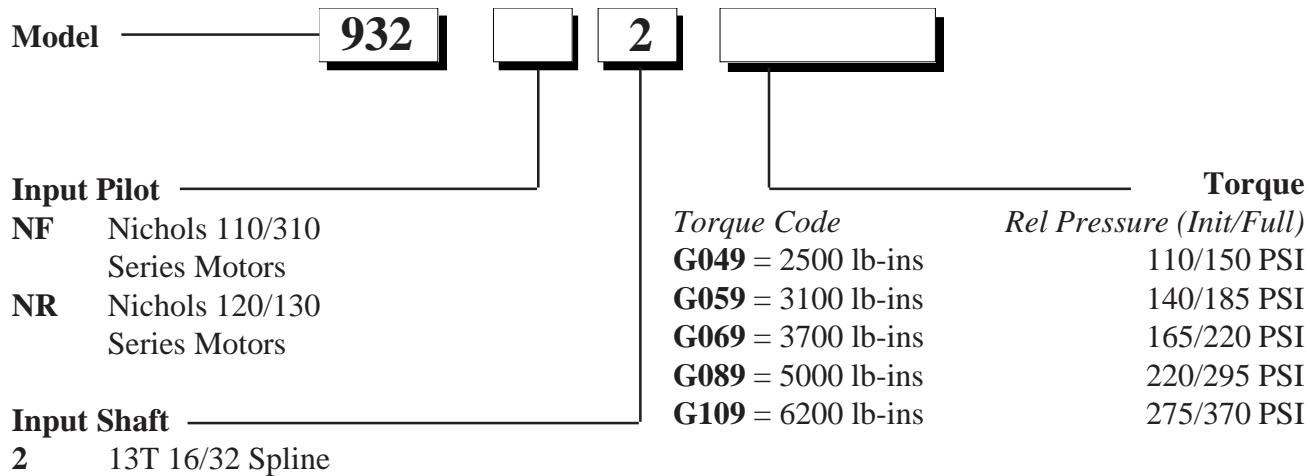 Model 932 2
Input Pilot
NF Nichols 110/310
Series Motors
NR Nichols 120/130
Series Motors
Input Shaft
2 13T 16/32 Spline
Torque
Torque Code Rel Pressure (Init/Full)
G049 = 2500 lb-ins 110/150 PSI
G059 = 3100 lb-ins 140/185 PSI
G069 = 3700 lb-ins 165/220 PSI
G089 = 5000 lb-ins 220/295 PSI
G109 = 6200 lb-ins 275/370 PSI